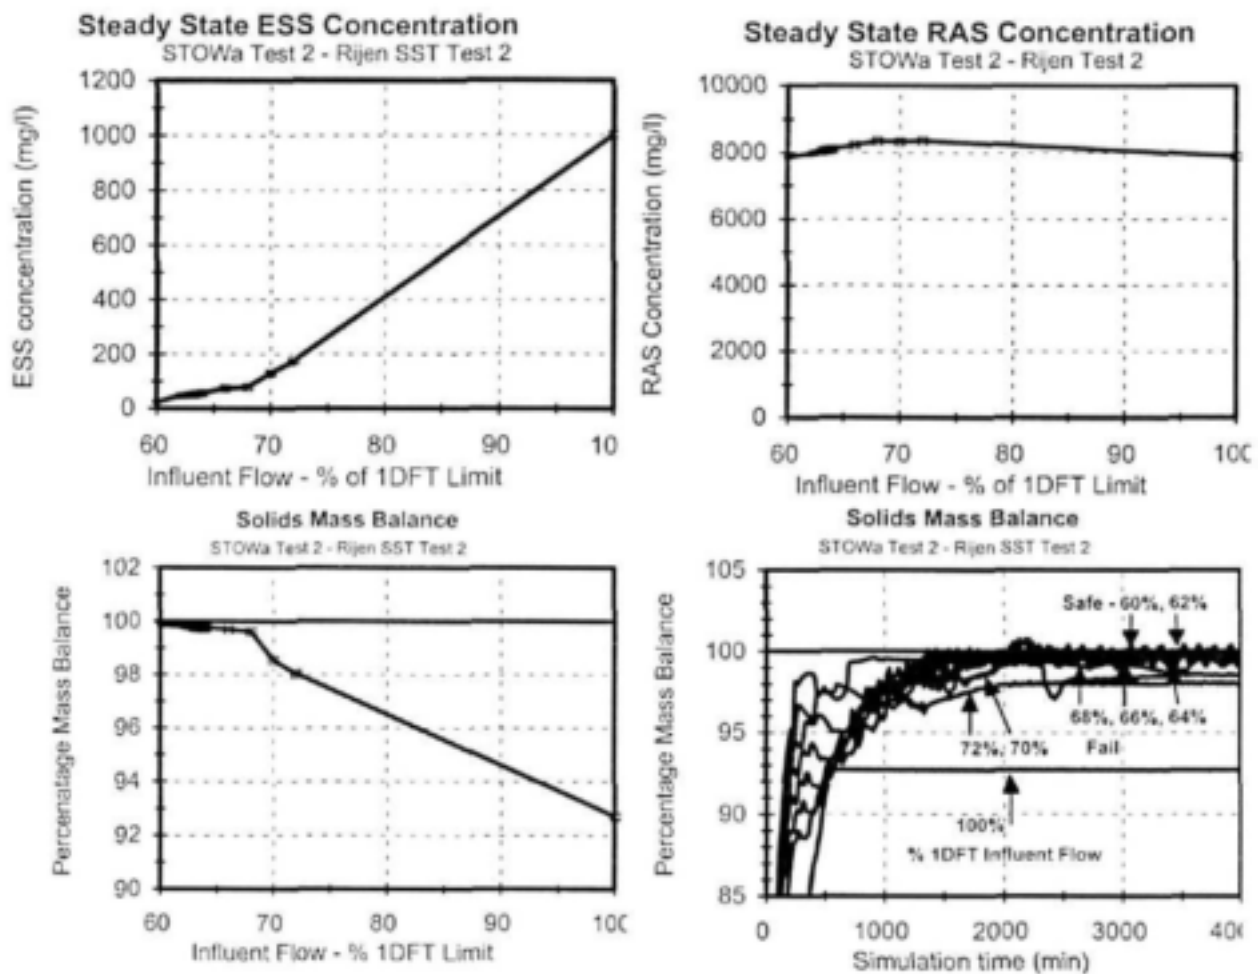 Steady State ESS Concentration
STOWa Test 2 - Rijen SST Test 2
ESS concentration (mg/l)
1200
1000
800
600
400
200
0
60 70 80 90 10
Influent Flow - % of 1DFT Limit
Steady State RAS Concentration
STOWa Test 2 - Rijen Test 2
RAS Concentration (mg/l)
10000
8000
6000
4000
2000
0
60 70 80 90 100
Influent Flow - % of 1DFT Limit
Solids Mass Balance
STOWa Test 2 - Rijen SST Test 2
Percenatage Mass Balance
102
100
98
96
94
92
90
60 70 80 90 100
Influent Flow - % 1DFT Limit
Solids Mass Balance
STOWa Test 2 - Rijen SST Test 2
Percentage Mass Balance
105
100
95
90
85
Safe - 60%, 62%
68%, 66%, 64%
72%, 70% Fail
100%
% 1DFT Influent Flow
0 1000 2000 3000 40
Simulation time (min)